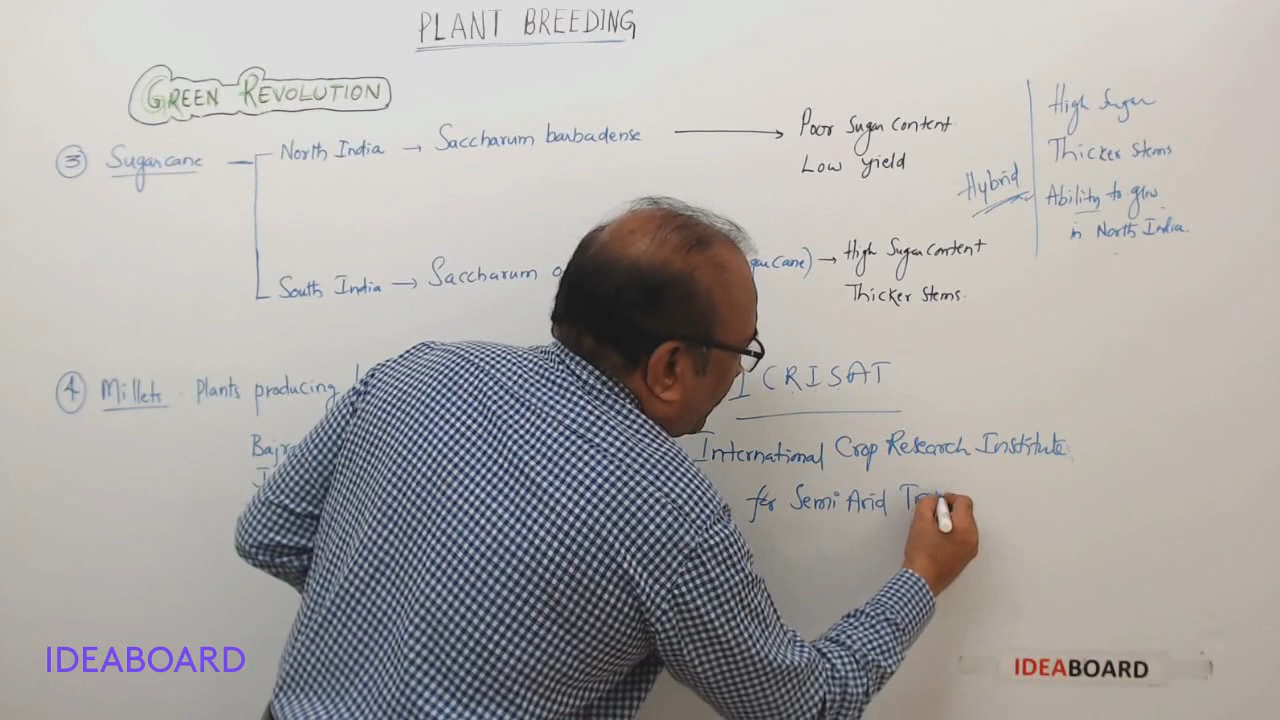 PLANT BREEDING
GREEN REVOLUTION
③ Sugarcane
North India → Saccharum barbadense → Poor Sugar Content
Low yield
Hybrid
High Sugar
Thicker Stems
Ability to grow
in North India.
South India → Saccharum
cane) → High Sugar Content
Thicker Stems.
④ Millets. Plants producing
ICRISAT
International Crop Research Institute
for Semi Arid
IDEABOARD
IDEABOARD